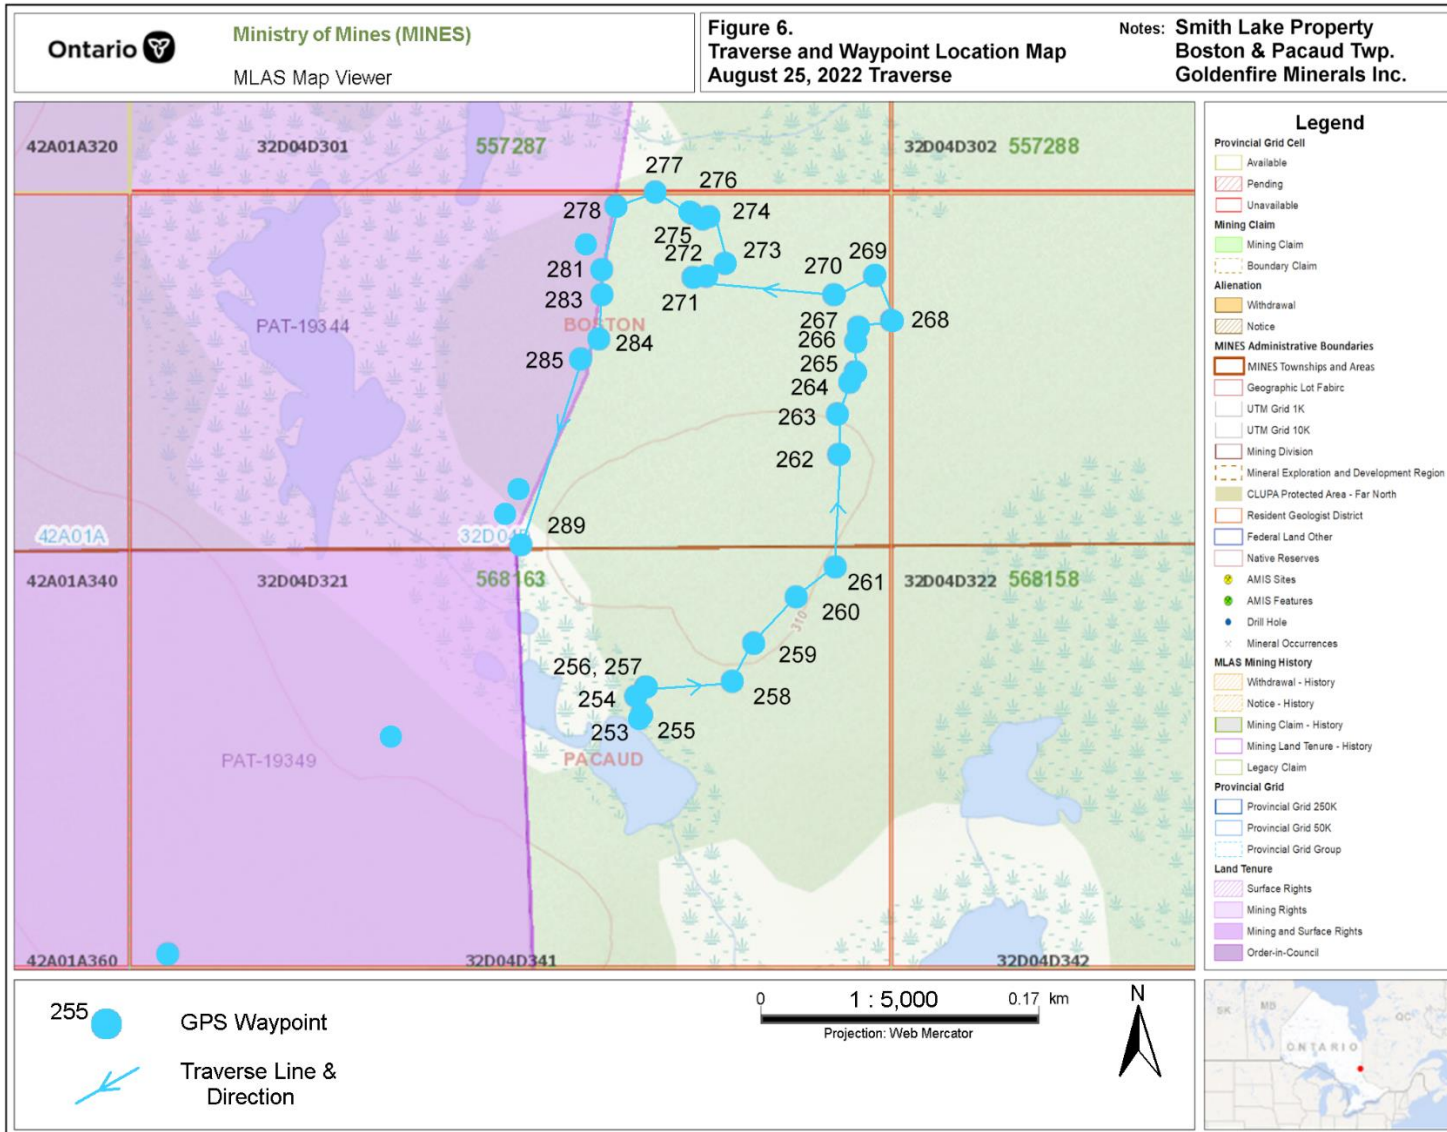 Ontario
Ministry of Mines (MINES)
MLAS Map Viewer
Figure 6.
Traverse and Waypoint Location Map
August 25, 2022 Traverse
Notes: Smith Lake Property
Boston & Pacaud Twp.
Goldenfire Minerals Inc.
42A01A320
32D04D301
557287
32D04D302
557288
277
276
278
274
275
273
272
269
281
270
271
283
268
267
BOSTON
PAT-19344
266
284
285
265
264
263
262
289
42A01A
32D04D
42A01A340
32D04D321
568163
261
32D04D322
568158
260
310
259
256, 257
258
254
253
255
PACAUD
PAT-19349
42A01A360
32D04D341
32D04D342
Legend
Provincial Grid Cell
Available
Pending
Unavailable
Mining Claim
Mining Claim
Boundary Claim
Alienation
Withdrawal
Notice
MINES Administrative Boundaries
MINES Townships and Areas
Geographic Lot Fabirc
UTM Grid 1K
UTM Grid 10K
Mining Division
Mineral Exploration and Development Region
CLUPA Protected Area - Far North
Resident Geologist District
Federal Land Other
Native Reserves
AMIS Sites
AMIS Features
Drill Hole
Mineral Occurrences
MLAS Mining History
Withdrawal - History
Notice - History
Mining Claim - History
Mining Land Tenure - History
Legacy Claim
Provincial Grid
Provincial Grid 250K
Provincial Grid 50K
Provincial Grid Group
Land Tenure
Surface Rights
Mining Rights
Mining and Surface Rights
Order-in-Council
255
GPS Waypoint
Traverse Line &
Direction
0 1 : 5,000 0.17 km
Projection: Web Mercator
N
SK
MB
ONTARIO
QC